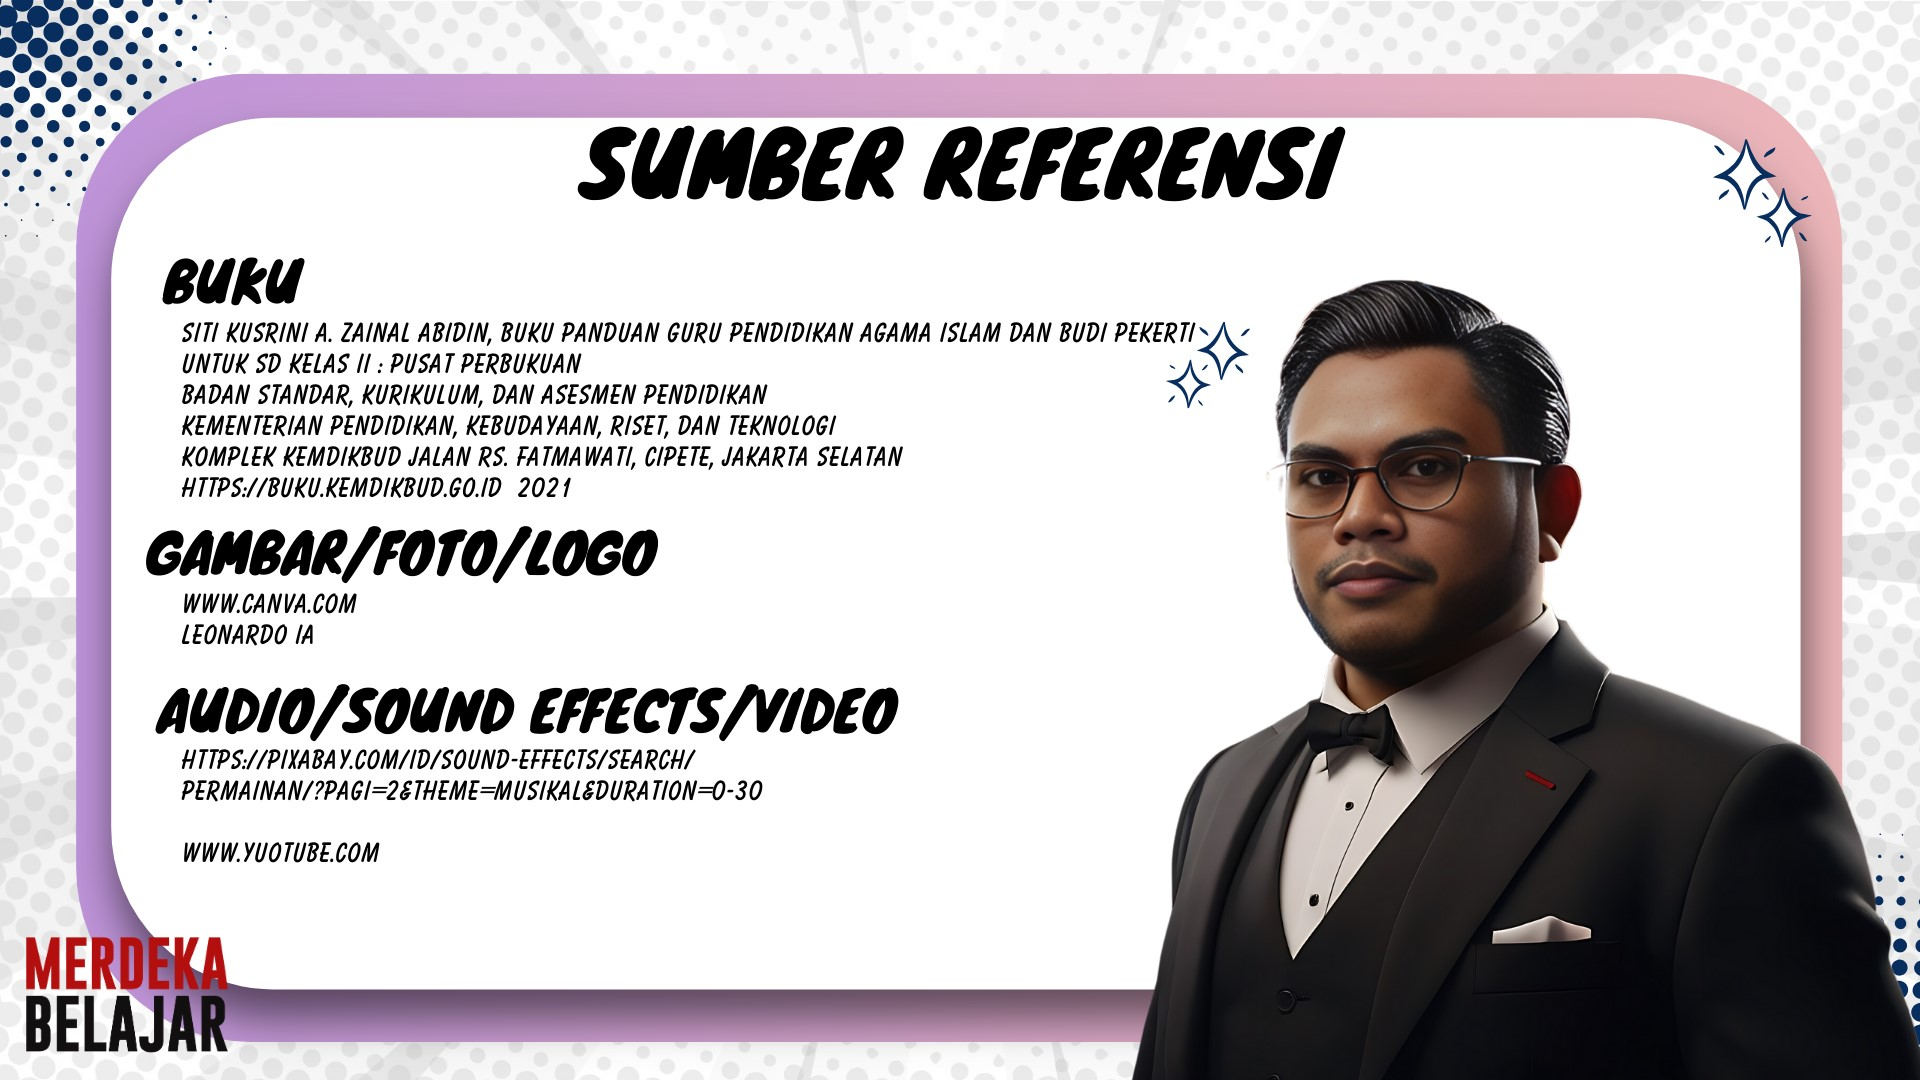 SUMBER REFERENSI
BUKU
SITI KUSRINI A. ZAINAL ABIDIN, BUKU PANDUAN GURU PENDIDIKAN AGAMA ISLAM DAN BUDI PEKERTI
UNTUK SD KELAS II : PUSAT PERBUKUAN
BADAN STANDAR, KURIKULUM, DAN ASESMEN PENDIDIKAN
KEMENTERIAN PENDIDIKAN, KEBUDAYAAN, RISET, DAN TEKNOLOGI
KOMPLEK KEMDIKBUD JALAN RS. FATMAWATI, CIPETE, JAKARTA SELATAN
HTTPS://BUKU.KEMDIKBUD.GO.ID 2021
GAMBAR/FOTO/LOGO
WWW.CANVA.COM
LEONARDO IA
AUDIO/SOUND EFFECTS/VIDEO
HTTPS://PIXABAY.COM/ID/SOUND-EFFECTS/SEARCH/
PERMAINAN/?PAGI=2&THEME=MUSIKAL&DURATION=0-30
WWW.YUOTUBE.COM
MERDEKA
BELAJAR